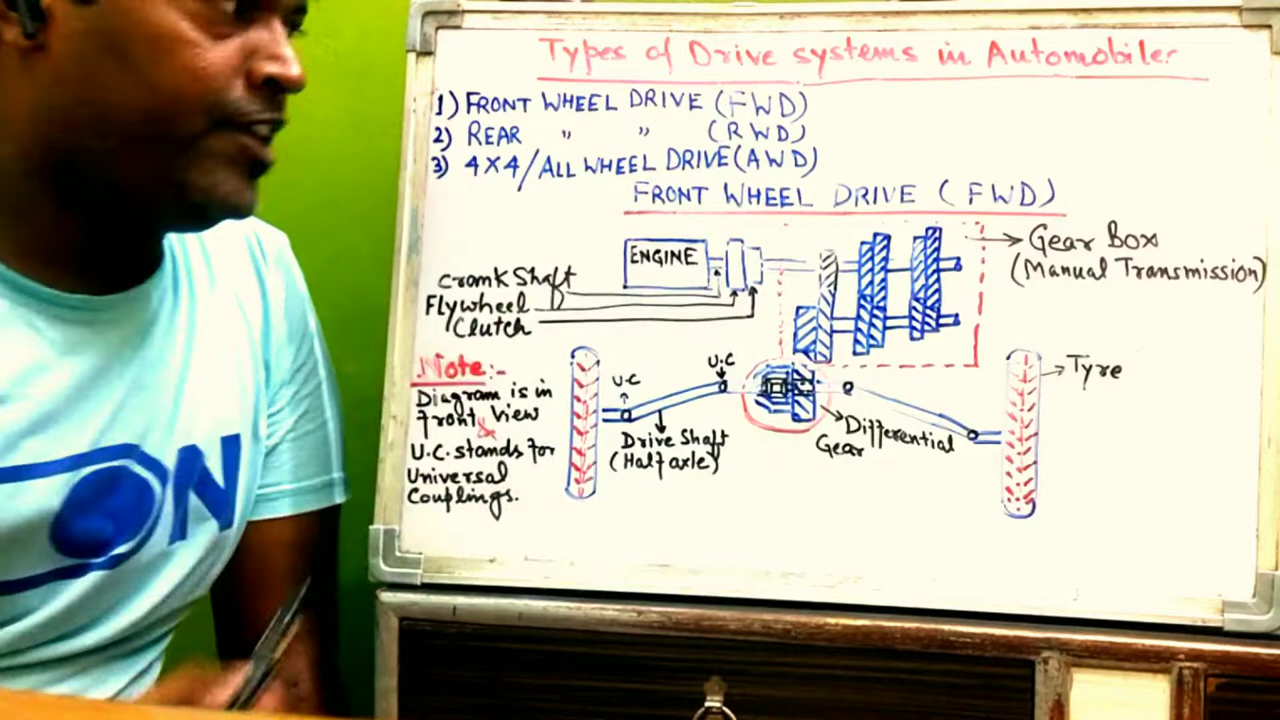 Types of Drive systems in Automobiles
1) FRONT WHEEL DRIVE (FWD)
2) REAR " " (RWD)
3) 4X4/ALL WHEEL DRIVE(AWD)
FRONT WHEEL DRIVE (FWD)
ENGINE
Gear Box
(Manual Transmission)
Crank Shaft
Flywheel
Clutch
Note:-
Diagram is in
front view
U.C. stands for
Universal
Couplings.
U.C
U.C
Drive Shaft
(Half axle)
Differential
Gear
Tyre
ON